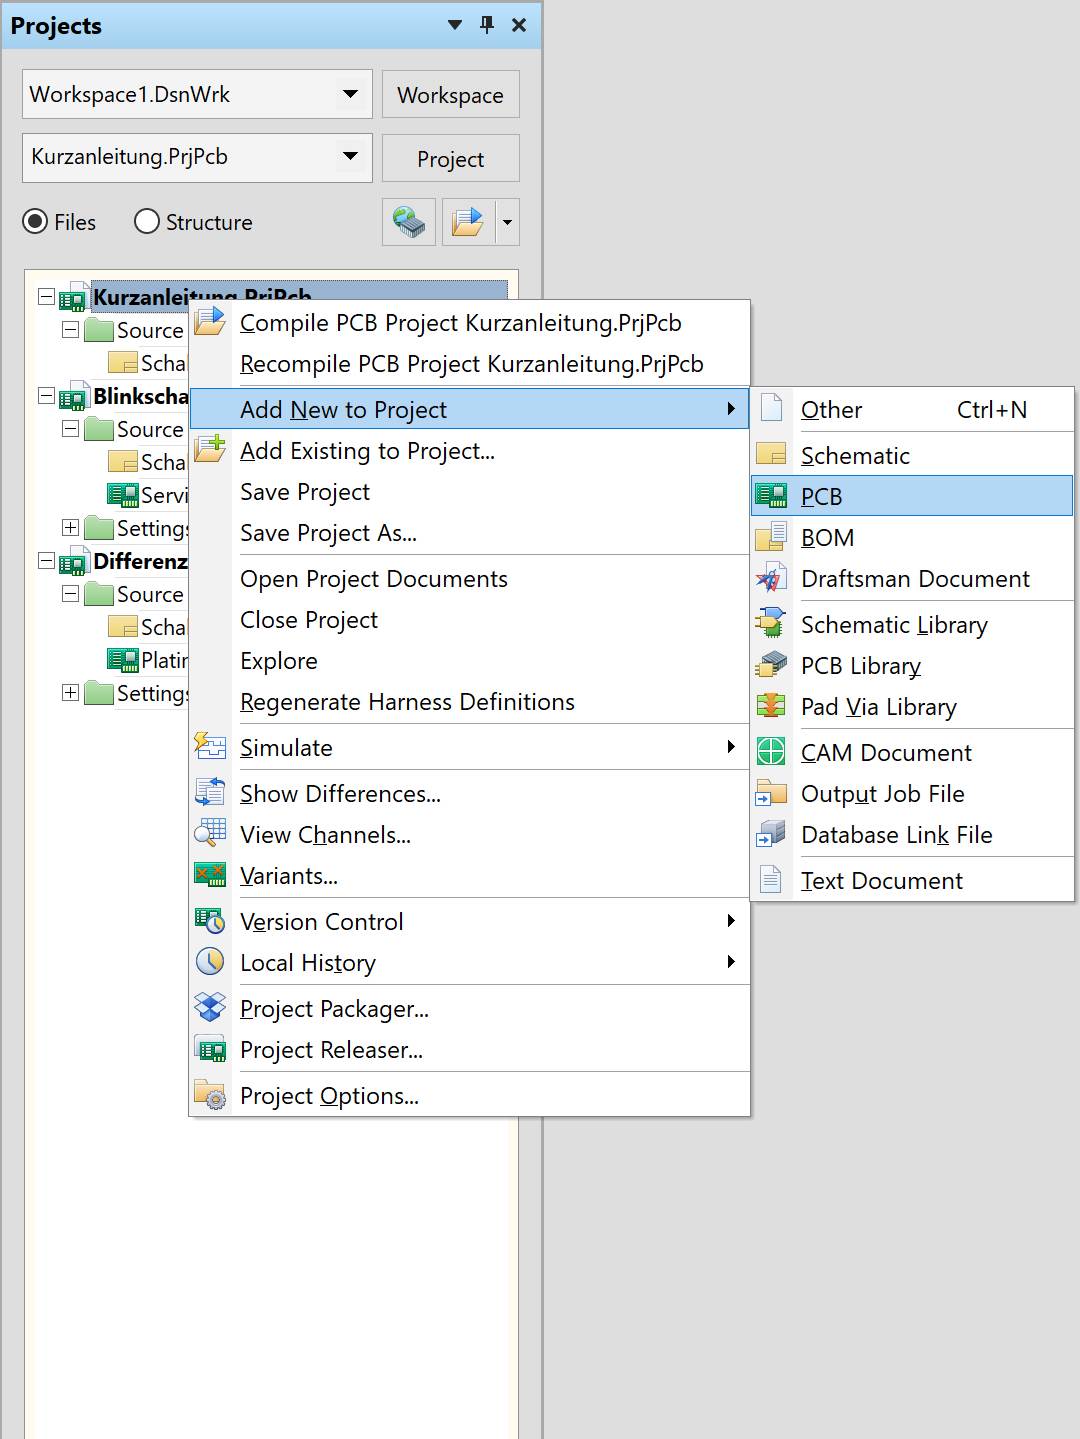 Projects
Workspace1.DsnWrk
Workspace
Kurzanleitung.PrjPcb
Project
Files
Structure
Kurzanleitung.PrjPcb
Source
Schal
Blinkscha
Source
Schal
Servi
Settings
Differenz
Source
Schal
Platin
Settings
Compile PCB Project Kurzanleitung.PrjPcb
Recompile PCB Project Kurzanleitung.PrjPcb
Add New to Project
Add Existing to Project...
Save Project
Save Project As...
Open Project Documents
Close Project
Explore
Regenerate Harness Definitions
Simulate
Show Differences...
View Channels...
Variants...
Version Control
Local History
Project Packager...
Project Releaser...
Project Options...
Other Ctrl+N
Schematic
PCB
BOM
Draftsman Document
Schematic Library
PCB Library
Pad Via Library
CAM Document
Output Job File
Database Link File
Text Document